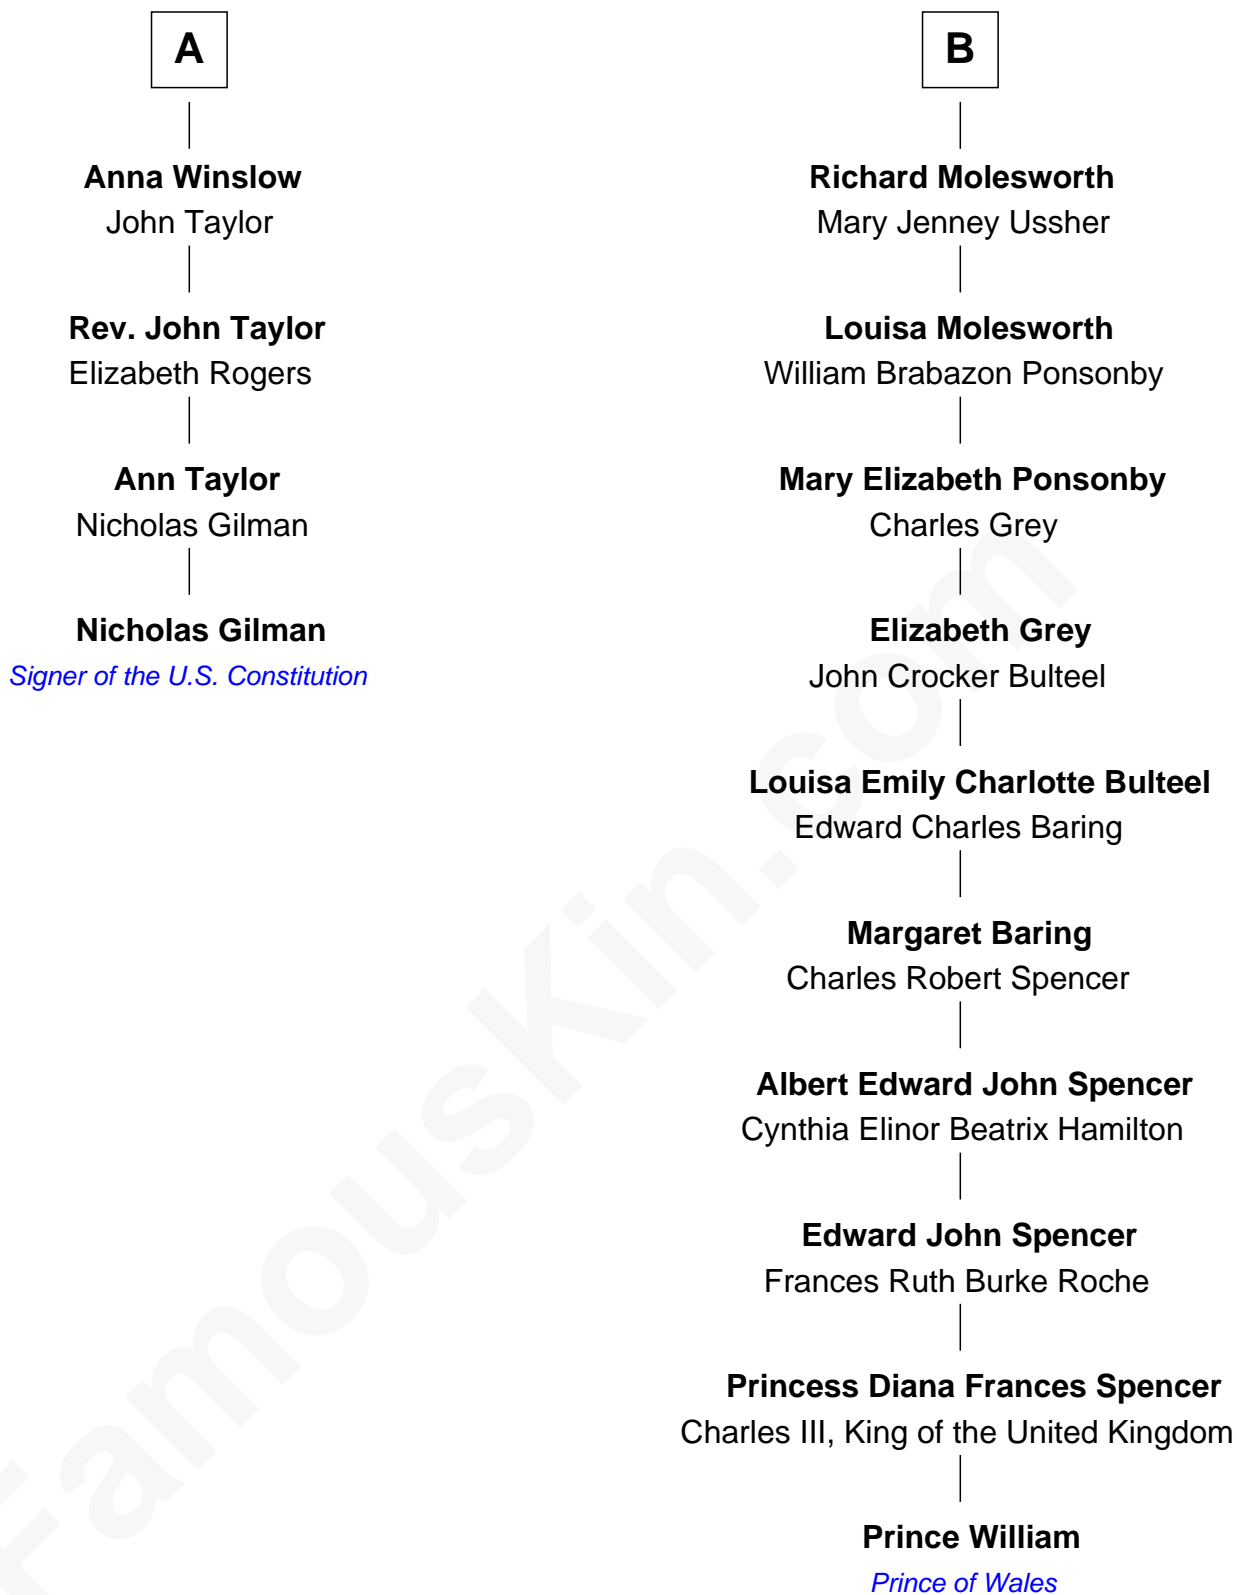 A
Anna Winslow
John Taylor
Rev. John Taylor
Elizabeth Rogers
Ann Taylor
Nicholas Gilman
Nicholas Gilman
Signer of the U.S. Constitution
B
Richard Molesworth
Mary Jenney Ussher
Louisa Molesworth
William Brabazon Ponsonby
Mary Elizabeth Ponsonby
Charles Grey
Elizabeth Grey
John Crocker Bulteel
Louisa Emily Charlotte Bulteel
Edward Charles Baring
Margaret Baring
Charles Robert Spencer
Albert Edward John Spencer
Cynthia Elinor Beatrix Hamilton
Edward John Spencer
Frances Ruth Burke Roche
Princess Diana Frances Spencer
Charles III, King of the United Kingdom
Prince William
Prince of Wales
FamousKin.com